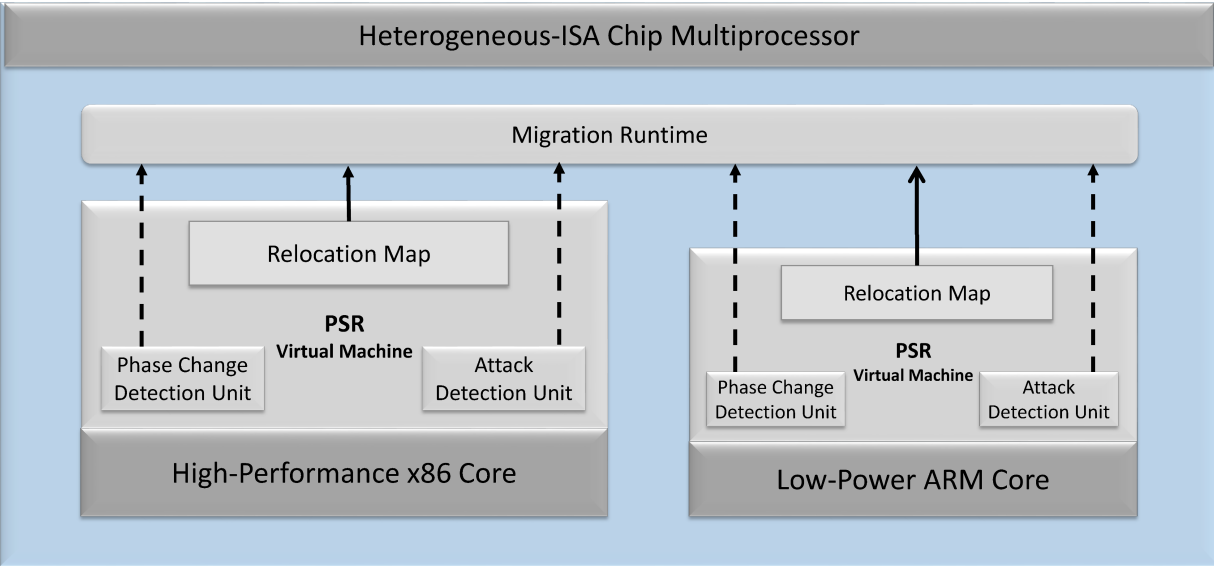 Heterogeneous-ISA Chip Multiprocessor
Migration Runtime
Relocation Map
PSR
Virtual Machine
Phase Change
Detection Unit
Attack
Detection Unit
High-Performance x86 Core
Relocation Map
PSR
Virtual Machine
Phase Change
Detection Unit
Attack
Detection Unit
Low-Power ARM Core